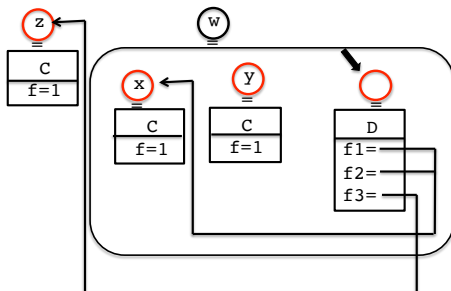 z
=
C
f=1
w
=
x
=
C
f=1
y
=
C
f=1
=
D
f1=
f2=
f3=